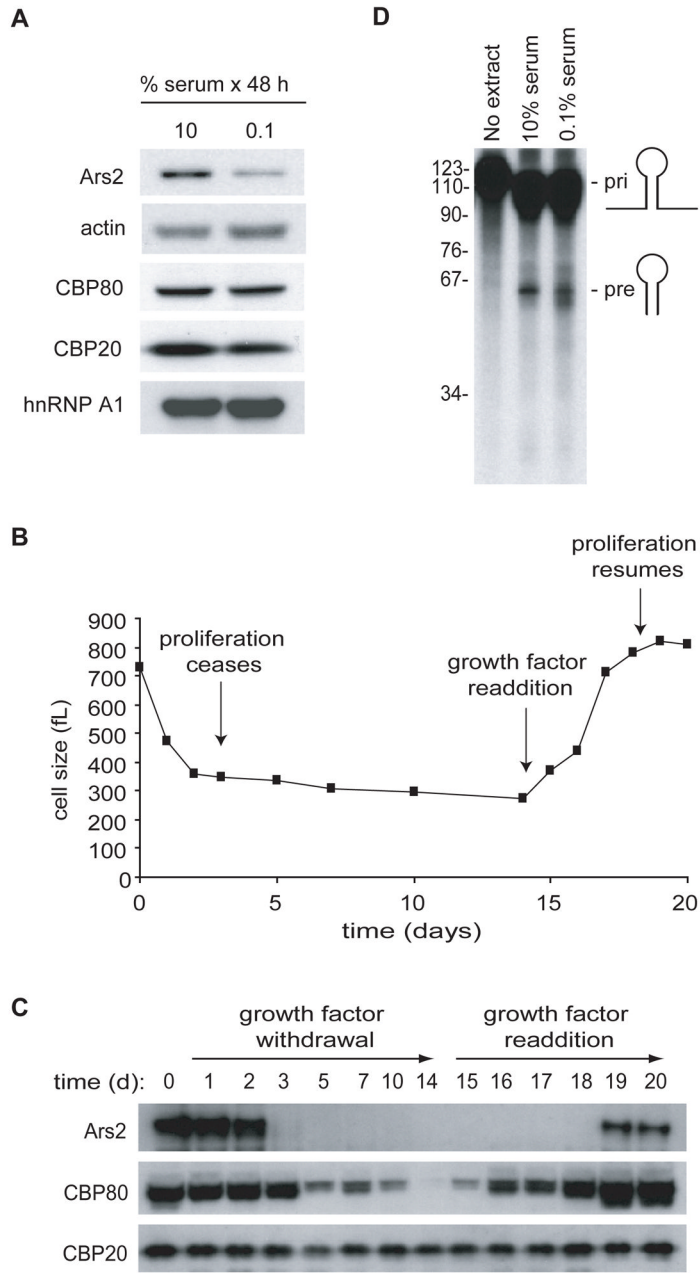 A
% serum x 48 h
10 0.1
Ars2
actin
CBP80
CBP20
hnRNP A1
D
No extract
10% serum
0.1% serum
123-
110-
90-
76-
67-
34-
- pri
- pre
B
proliferation
ceases
growth factor
readdition
proliferation
resumes
cell size (fL)
900
800
700
600
500
400
300
200
100
0
0 5 10 15 20
time (days)
C
growth factor
withdrawal
growth factor
readdition
time (d): 0 1 2 3 5 7 10 14 15 16 17 18 19 20
Ars2
CBP80
CBP20